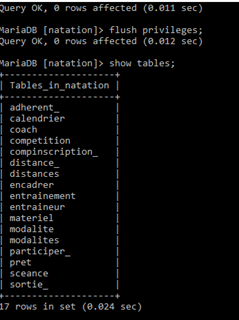 Query OK, 0 rows affected (0.011 sec)
MariaDB [natation]> flush privileges;
Query OK, 0 rows affected (0.012 sec)
MariaDB [natation]> show tables;
+--------------------+
| Tables_in_natation |
+--------------------+
| adherent_          |
| calendrier         |
| coach              |
| competition        |
| compinscription_   |
| distance_          |
| distances          |
| encadrer           |
| entrainement       |
| entraineur         |
| materiel           |
| modalite           |
| modalites          |
| participer_        |
| pret               |
| sceance            |
| sortie_            |
+--------------------+
17 rows in set (0.024 sec)